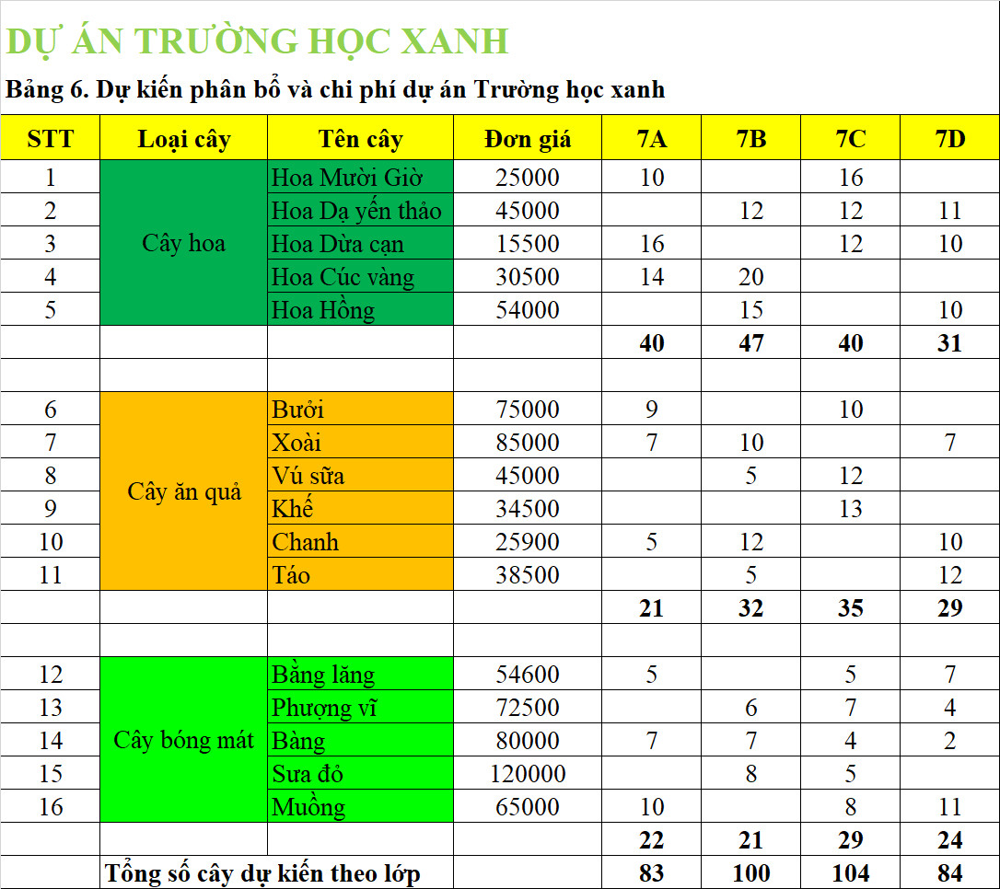 DỰ ÁN TRƯỜNG HỌC XANH
Bảng 6. Dự kiến phân bổ và chi phí dự án Trường học xanh
STT Loại cây Tên cây Đơn giá 7A 7B 7C 7D
1 Hoa Mười Giờ 25000 10 16
2 Hoa Dạ yến thảo 45000 12 12 11
3 Cây hoa Hoa Dừa cạn 15500 16 12 10
4 Hoa Cúc vàng 30500 14 20
5 Hoa Hồng 54000 15 10
40 47 40 31
6 Bưởi 75000 9 10
7 Xoài 85000 7 10 7
8 Vú sữa 45000 5 12
Cây ăn quả
9 Khế 34500 13
10 Chanh 25900 5 12 10
11 Táo 38500 5 12
21 32 35 29
12 Bằng lăng 54600 5 5 7
13 Phượng vĩ 72500 6 7 4
14 Cây bóng mát Bàng 80000 7 7 4 2
15 Sưa đỏ 120000 8 5
16 Muồng 65000 10 8 11
22 21 29 24
Tổng số cây dự kiến theo lớp 83 100 104 84